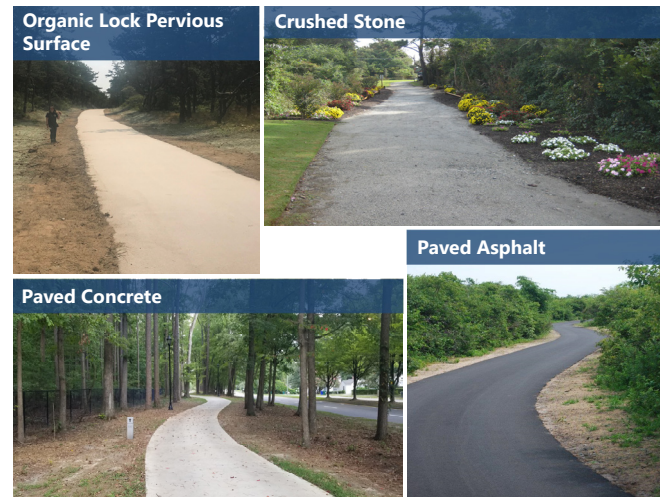 Organic Lock Pervious
Surface
Crushed Stone
Paved Asphalt
Paved Concrete